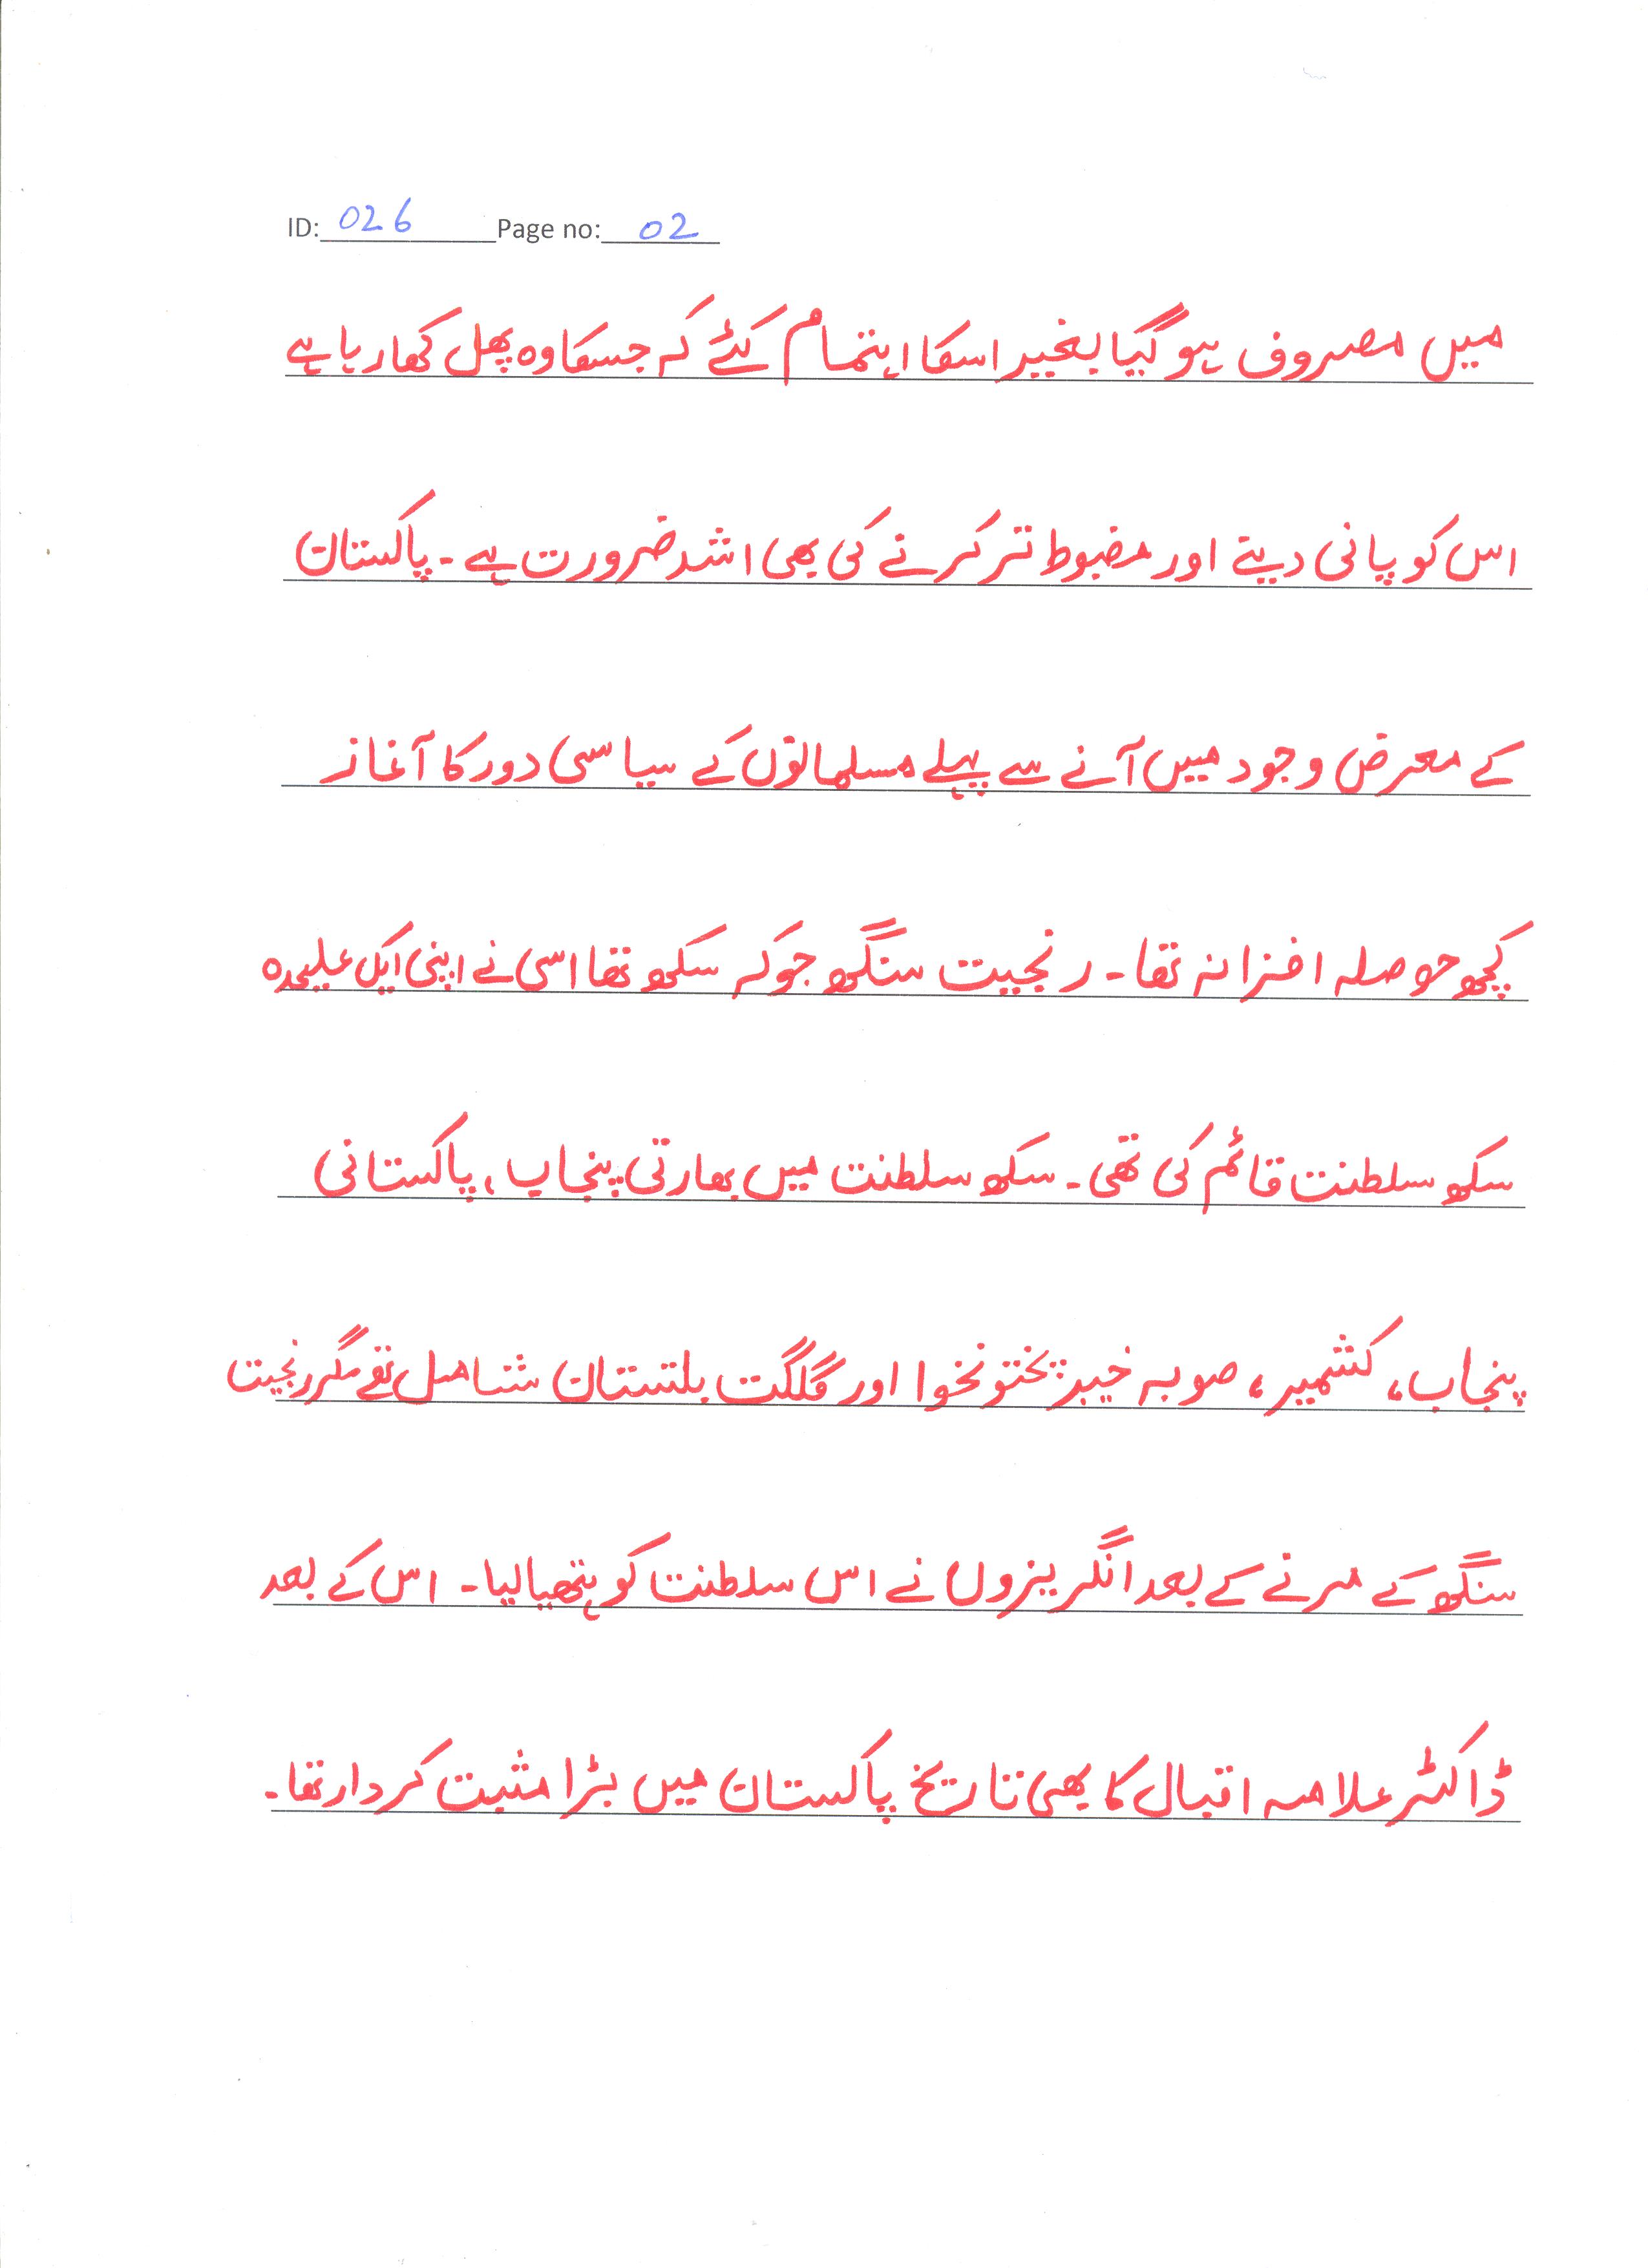 ID: 026 Page no: 02
میں مصروف ہو گیا بغیر اسکا اہتمام کئے کہ جسکا وہ پھل کھا رہا ہے
اس کو پانی دینے اور مضبوط تر کرنے کی بھی اشد ضرورت ہے۔ پاکستان
کے معرض وجود میں آنے سے پہلے مسلمانوں کے سیاسی دور کا آغاز
کچھ حوصلہ افزا نہ تھا۔ رنجیت سنگھ جو کہ سکھ تھا اسی نے اپنی ایک علیحدہ
سکھ سلطنت قائم کی تھی۔ سکھ سلطنت میں بھارتی پنجاب، پاکستانی
پنجاب، کشمیر، صوبہ خیبر پختونخوا اور گلگت بلتستان شامل تھے مگر رنجیت
سنگھ کے مرنے کے بعد انگریزوں نے اس سلطنت کو ہتھیا لیا۔ اس کے بعد
ڈاکٹر علامہ اقبال کا بھی تاریخ پاکستان میں بڑا مثبت کردار تھا۔